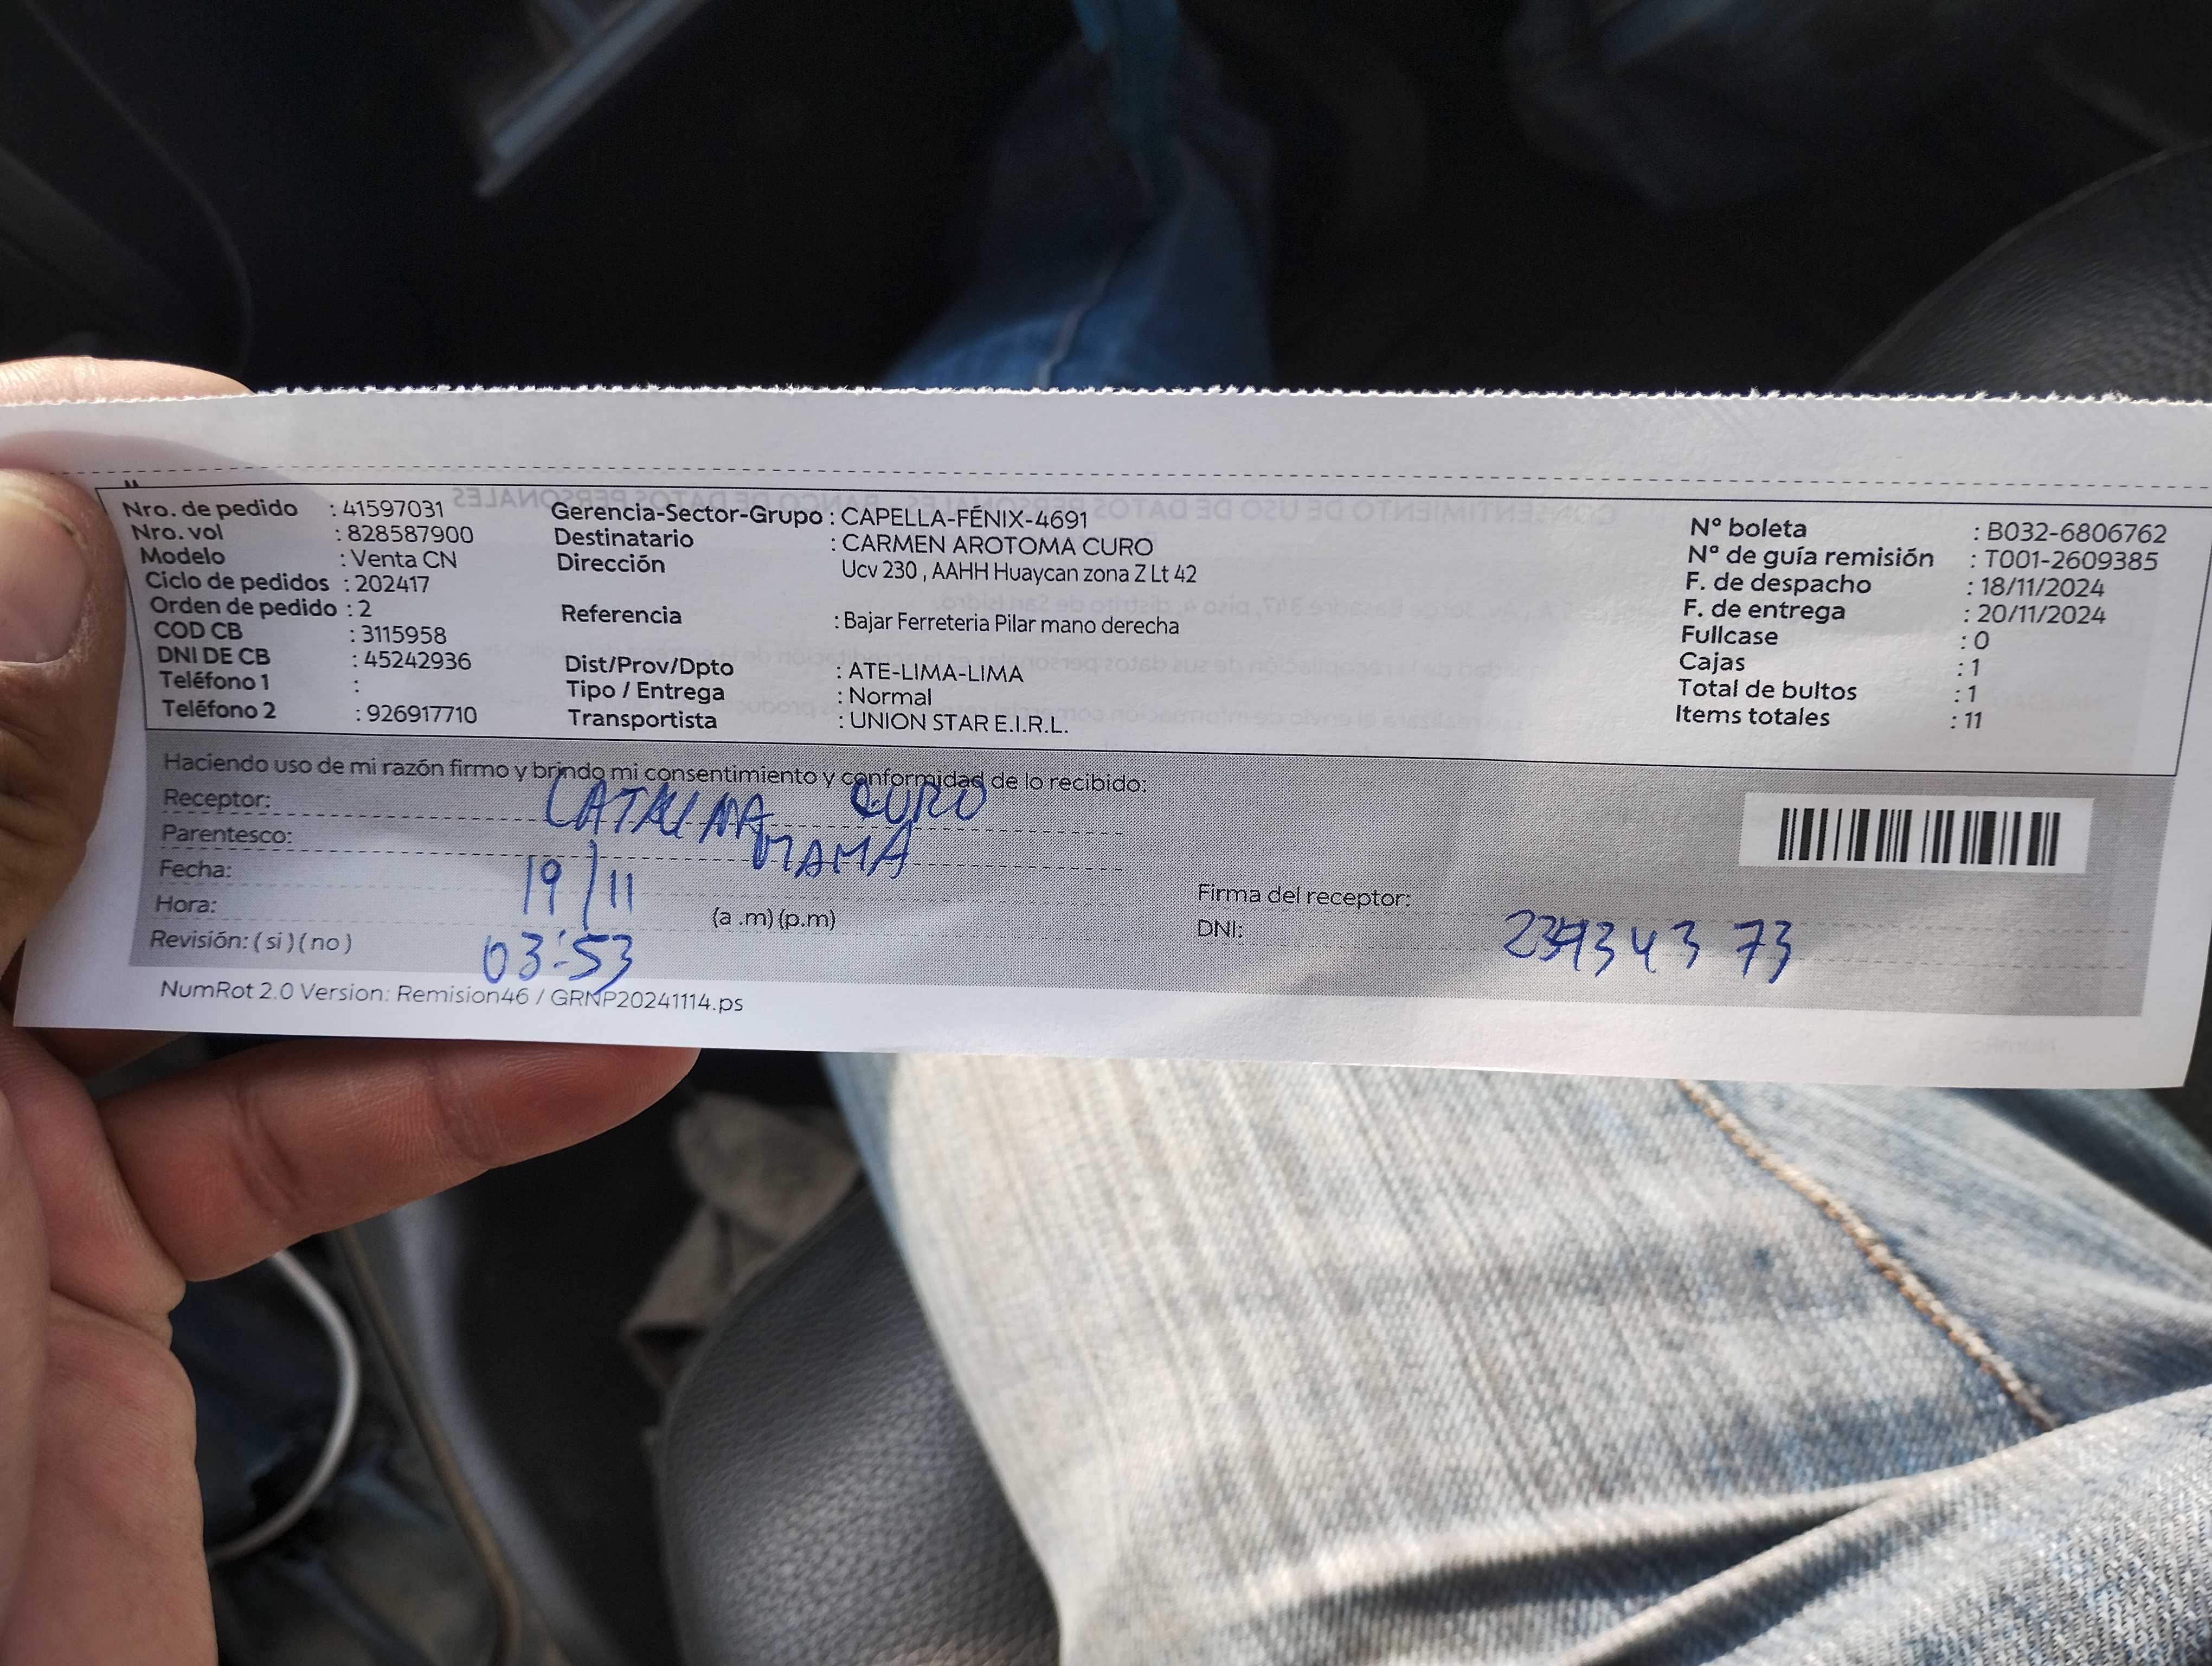 Nro. de pedido : 41597031
Nro. vol : 828587900
Modelo : Venta CN
Ciclo de pedidos : 202417
Orden de pedido : 2
COD CB : 3115958
DNI DE CB : 45242936
Teléfono 1 :
Teléfono 2 : 926917710
Gerencia-Sector-Grupo : CAPELLA-FÉNIX-4691
Destinatario : CARMEN AROTOMA CURO
Dirección Ucv 230 , AAHH Huaycan zona Z Lt 42
Referencia : Bajar Ferreteria Pilar mano derecha
Dist/Prov/Dpto : ATE-LIMA-LIMA
Tipo / Entrega : Normal
Transportista : UNION STAR E.I.R.L.
N° boleta : B032-6806762
N° de guía remisión : T001-2609385
F. de despacho : 18/11/2024
F. de entrega : 20/11/2024
Fullcase : 0
Cajas : 1
Total de bultos : 1
Items totales : 11
Haciendo uso de mi razón firmo y brindo mi consentimiento y conformidad de lo recibido:
Receptor: CATALINA CURO
Parentesco: MAMA
Fecha: 19/11
Hora: 03:53 (a .m) (p.m)
Revisión: ( si ) ( no )
Firma del receptor:
DNI:
NumRot 2.0 Version: Remision46 / GRNP20241114.ps